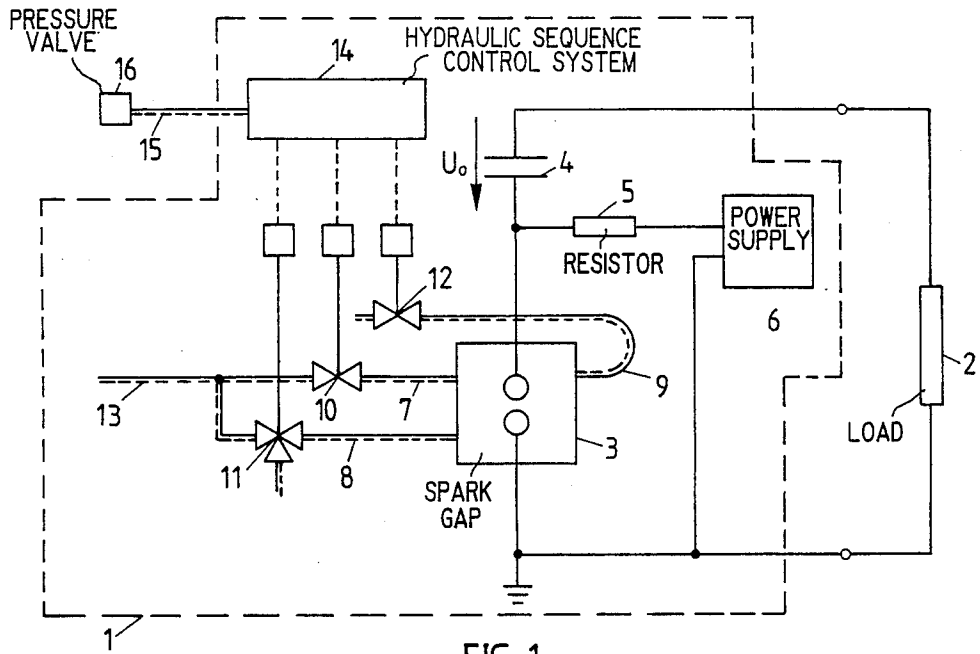 PRESSURE
VALVE
16
15
14
HYDRAULIC SEQUENCE
CONTROL SYSTEM
U₀
4
5
RESISTOR
POWER
SUPPLY
6
12
2
LOAD
9
13
10
7
11
8
3
SPARK
GAP
1
FIG. 1